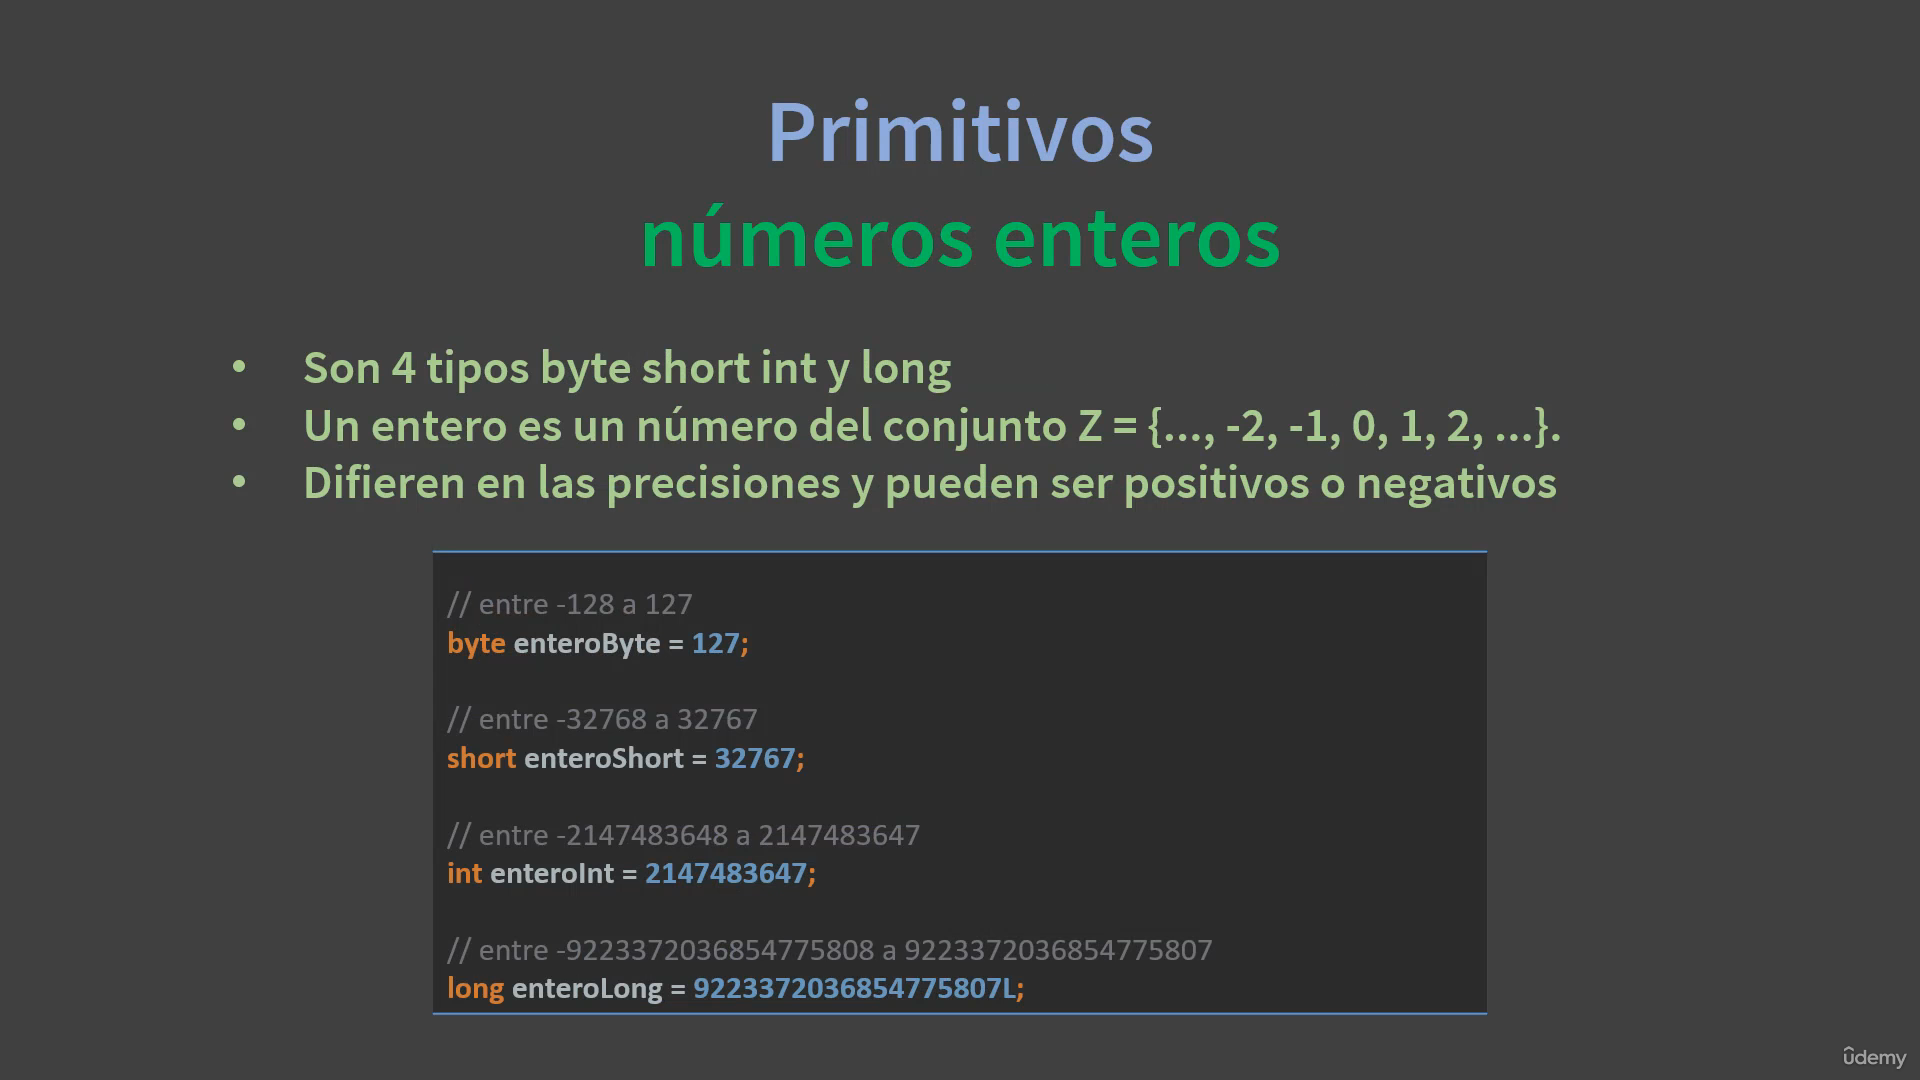 Primitivos
números enteros
• Son 4 tipos byte short int y long
• Un entero es un número del conjunto Z = {..., -2, -1, 0, 1, 2, ...}.
• Difieren en las precisiones y pueden ser positivos o negativos
// entre -128 a 127
byte enteroByte = 127;
// entre -32768 a 32767
short enteroShort = 32767;
// entre -2147483648 a 2147483647
int enteroInt = 2147483647;
// entre -9223372036854775808 a 9223372036854775807
long enteroLong = 9223372036854775807L;
ûdemy